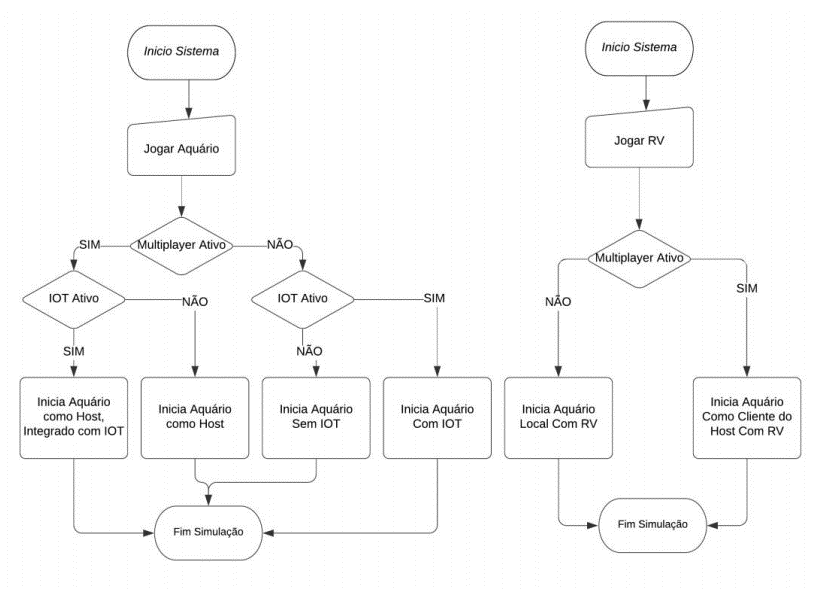 Inicio Sistema
Jogar Aquário
Multiplayer Ativo
SIM
NÃO
IOT Ativo
NÃO
SIM
IOT Ativo
SIM
NÃO
Inicia Aquário
como Host,
Integrado com IOT
Inicia Aquário
como Host
Inicia Aquário
Sem IOT
Inicia Aquário
Com IOT
Fim Simulação
Inicio Sistema
Jogar RV
Multiplayer Ativo
NÃO
SIM
Inicia Aquário
Local Com RV
Inicia Aquário
Como Cliente do
Host Com RV
Fim Simulação